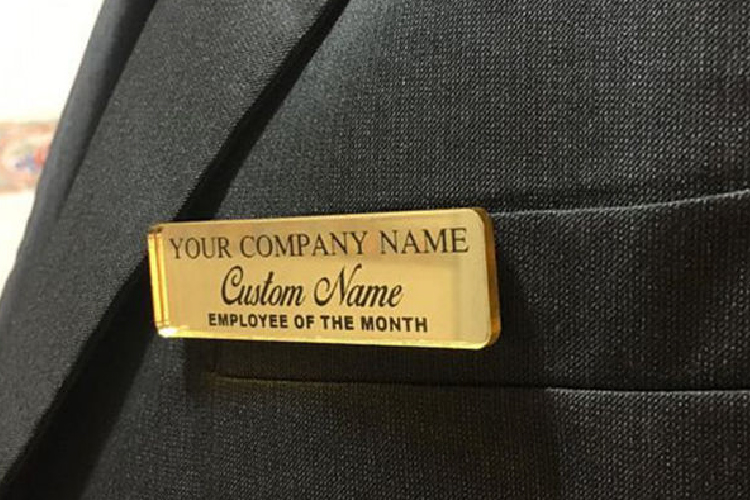 YOUR COMPANY NAME
Custom Name
EMPLOYEE OF THE MONTH